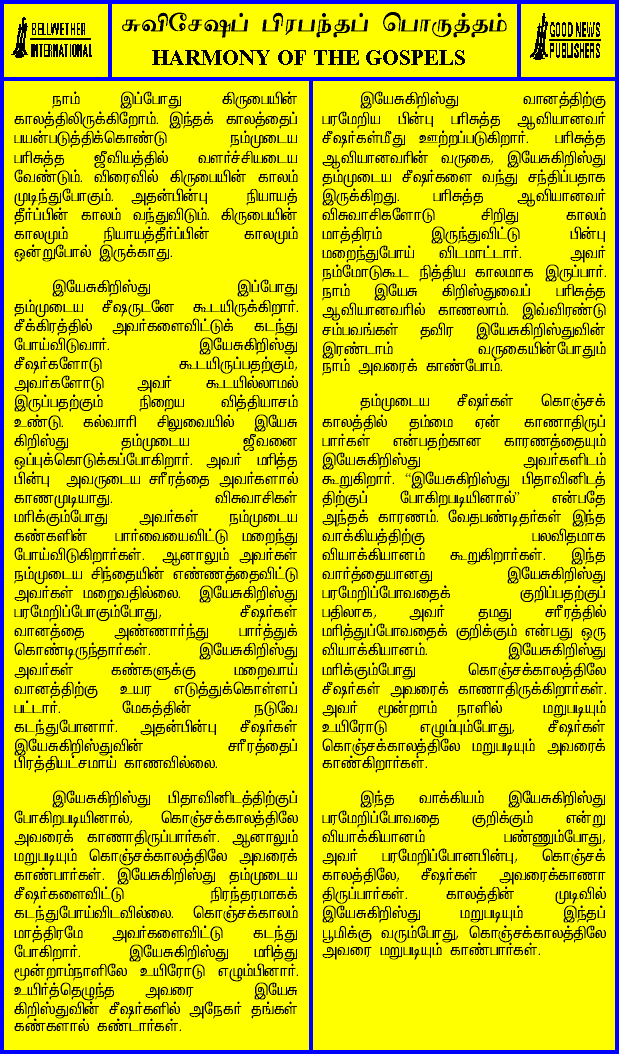 BELLWETHER
INTERNATIONAL
சுவிசேஷப் பிரபந்தப் பொருத்தம்
HARMONY OF THE GOSPELS
GOOD NEWS
PUBLISHERS
நாம் இப்போது கிருபையின்
காலத்திலிருக்கிறோம். இந்தக் காலத்தைப்
பயன்படுத்திக்கொண்டு நம்முடைய
பரிசுத்த ஜீவியத்தில் வளர்ச்சியடைய
வேண்டும். விரைவில் கிருபையின் காலம்
முடிந்துபோகும். அதன்பின்பு நியாயத்
தீர்ப்பின் காலம் வந்துவிடும். கிருபையின்
காலமும் நியாயத்தீர்ப்பின் காலமும்
ஒன்றுபோல் இருக்காது.
இயேசுகிறிஸ்து இப்போது
தம்முடைய சீஷருடனே கூடயிருக்கிறார்.
சீக்கிரத்தில் அவர்களைவிட்டுக் கடந்து
போய்விடுவார். இயேசுகிறிஸ்து
சீஷர்களோடு கூடயிருப்பதற்கும்,
அவர்களோடு அவர் கூடயில்லாமல்
இருப்பதற்கும் நிறைய வித்தியாசம்
உண்டு. கல்வாரி சிலுவையில் இயேசு
கிறிஸ்து தம்முடைய ஜீவனை
ஒப்புக்கொடுக்கப்போகிறார். அவர் மரித்த
பின்பு அவருடைய சரீரத்தை அவர்களால்
காணமுடியாது. விசுவாசிகள்
மரிக்கும்போது அவர்கள் நம்முடைய
கண்களின் பார்வையைவிட்டு மறைந்து
போய்விடுகிறார்கள். ஆனாலும் அவர்கள்
நம்முடைய சிந்தையின் எண்ணத்தைவிட்டு
அவர்கள் மறைவதில்லை. இயேசுகிறிஸ்து
பரமேறிப்போகும்போது, சீஷர்கள்
வானத்தை அண்ணார்ந்து பார்த்துக்
கொண்டிருந்தார்கள். இயேசுகிறிஸ்து
அவர்கள் கண்களுக்கு மறைவாய்
வானத்திற்கு உயர எடுத்துக்கொள்ளப்
பட்டார். மேகத்தின் நடுவே
கடந்துபோனார். அதன்பின்பு சீஷர்கள்
இயேசுகிறிஸ்துவின் சரீரத்தைப்
பிரத்தியட்சமாய் காணவில்லை.
இயேசுகிறிஸ்து பிதாவினிடத்திற்குப்
போகிறபடியினால், கொஞ்சக்காலத்திலே
அவரைக் காணாதிருப்பார்கள். ஆனாலும்
மறுபடியும் கொஞ்சக்காலத்திலே அவரைக்
காண்பார்கள். இயேசுகிறிஸ்து தம்முடைய
சீஷர்களைவிட்டு நிரந்தரமாகக்
கடந்துபோய்விடவில்லை. கொஞ்சக்காலம்
மாத்திரமே அவர்களைவிட்டு கடந்து
போகிறார். இயேசுகிறிஸ்து மரித்து
மூன்றாம்நாளிலே உயிரோடு எழும்பினார்.
உயிர்த்தெழுந்த அவரை இயேசு
கிறிஸ்துவின் சீஷர்களில் அநேகர் தங்கள்
கண்களால் கண்டார்கள்.
இயேசுகிறிஸ்து வானத்திற்கு
பரமேறிய பின்பு பரிசுத்த ஆவியானவர்
சீஷர்கள்மீது ஊற்றப்படுகிறார். பரிசுத்த
ஆவியானவரின் வருகை, இயேசுகிறிஸ்து
தம்முடைய சீஷர்களை வந்து சந்திப்பதாக
இருக்கிறது. பரிசுத்த ஆவியானவர்
விசுவாசிகளோடு சிறிது காலம்
மாத்திரம் இருந்துவிட்டு பின்பு
மறைந்துபோய் விடமாட்டார். அவர்
நம்மோடுகூட நித்திய காலமாக இருப்பார்.
நாம் இயேசு கிறிஸ்துவைப் பரிசுத்த
ஆவியானவரில் காணலாம். இவ்விரண்டு
சம்பவங்கள் தவிர இயேசுகிறிஸ்துவின்
இரண்டாம் வருகையின்போதும்
நாம் அவரைக் காண்போம்.
தம்முடைய சீஷர்கள் கொஞ்சக்
காலத்தில் தம்மை ஏன் காணாதிருப்
பார்கள் என்பதற்கான காரணத்தையும்
இயேசுகிறிஸ்து அவர்களிடம்
கூறுகிறார். "இயேசுகிறிஸ்து பிதாவினிடத்
திற்குப் போகிறபடியினால்" என்பதே
அந்தக் காரணம். வேதபண்டிதர்கள் இந்த
வாக்கியத்திற்கு பலவிதமாக
வியாக்கியானம் கூறுகிறார்கள். இந்த
வார்த்தையானது இயேசுகிறிஸ்து
பரமேறிப்போவதைக் குறிப்பதற்குப்
பதிலாக, அவர் தமது சரீரத்தில்
மரித்துப்போவதைக் குறிக்கும் என்பது ஒரு
வியாக்கியானம். இயேசுகிறிஸ்து
மரிக்கும்போது கொஞ்சக்காலத்திலே
சீஷர்கள் அவரைக் காணாதிருக்கிறார்கள்.
அவர் மூன்றாம் நாளில் மறுபடியும்
உயிரோடு எழும்பும்போது, சீஷர்கள்
கொஞ்சகாலத்திலே மறுபடியும் அவரைக்
காண்கிறார்கள்.
இந்த வாக்கியம் இயேசுகிறிஸ்து
பரமேறிப்போவதை குறிக்கும் என்று
வியாக்கியானம் பண்ணும்போது,
அவர் பரமேறிப்போனபின்பு, கொஞ்சக்
காலத்திலே, சீஷர்கள் அவரைக்காணா
திருப்பார்கள். காலத்தின் முடிவில்
இயேசுகிறிஸ்து மறுபடியும் இந்தப்
பூமிக்கு வரும்போது, கொஞ்சக்காலத்திலே
அவரை மறுபடியும் காண்பார்கள்.